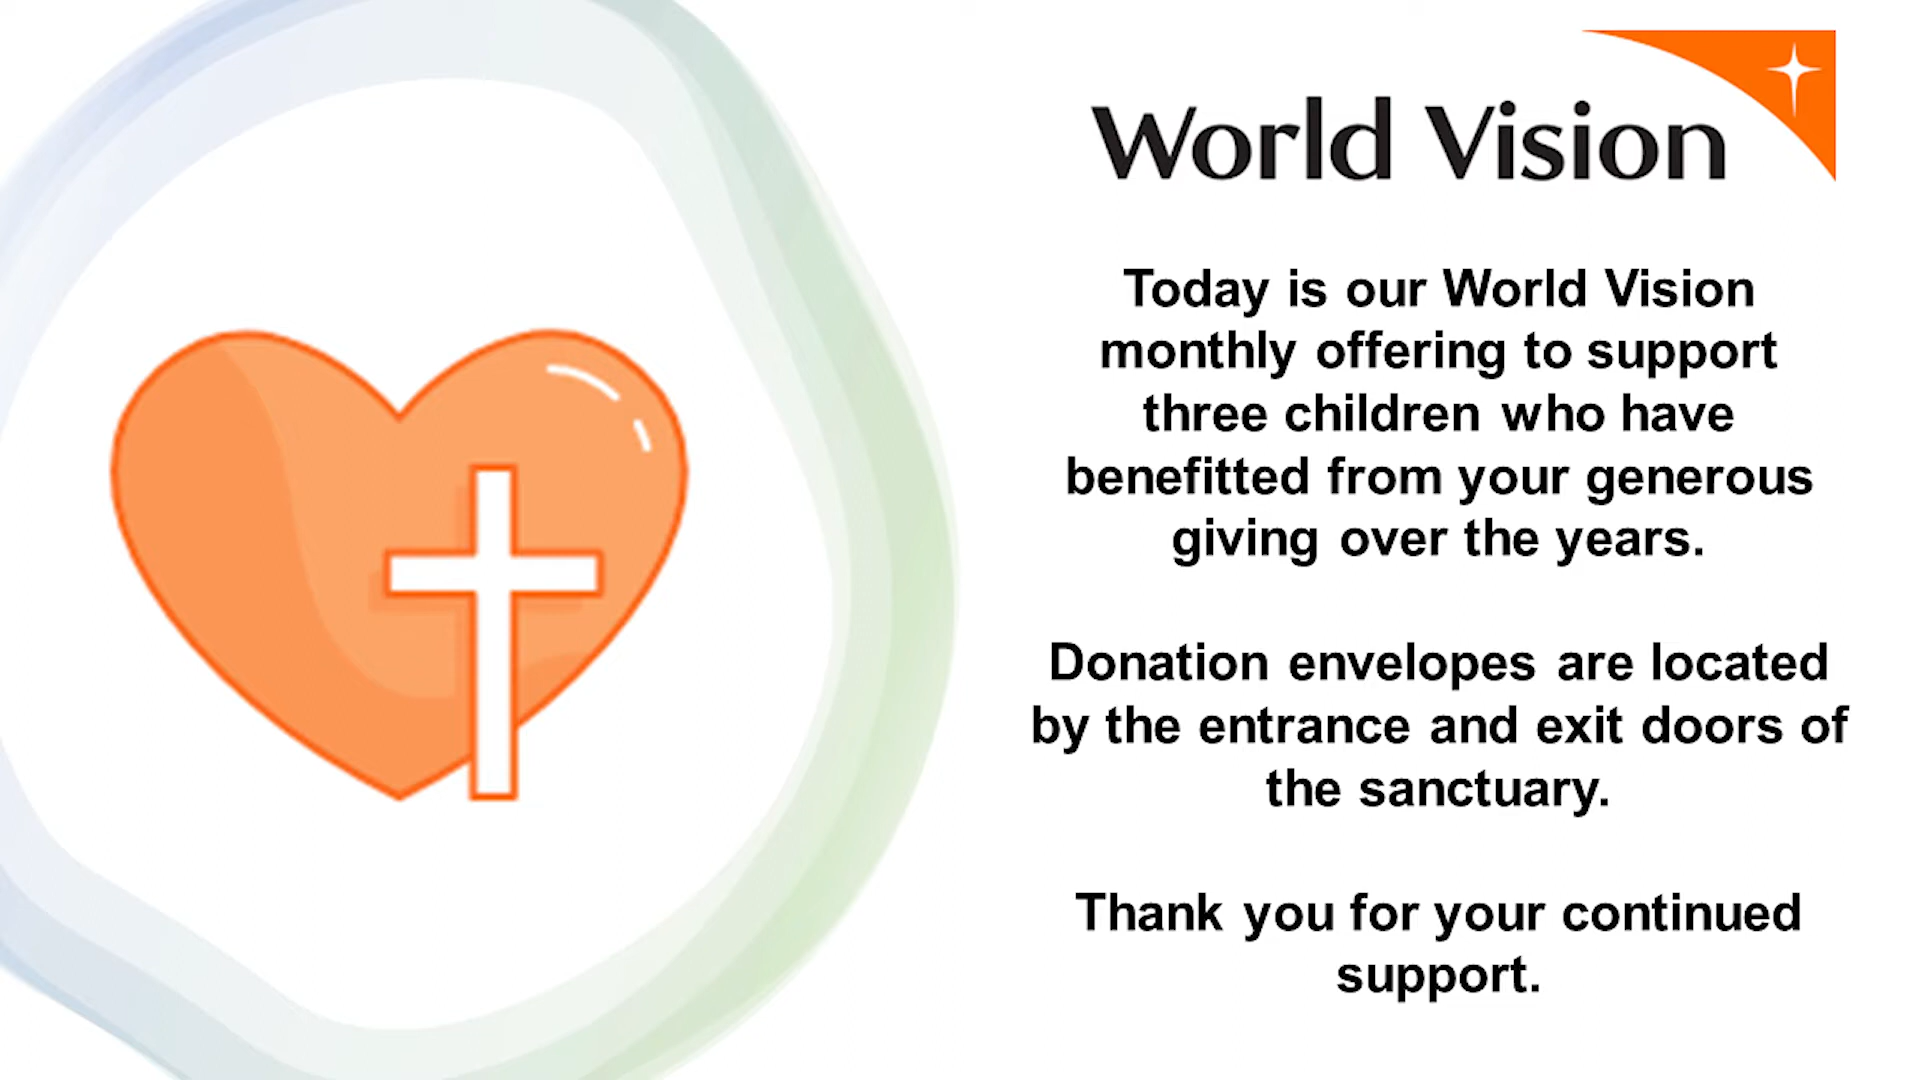 World Vision
Today is our World Vision
monthly offering to support
three children who have
benefitted from your generous
giving over the years.
Donation envelopes are located
by the entrance and exit doors of
the sanctuary.
Thank you for your continued
support.